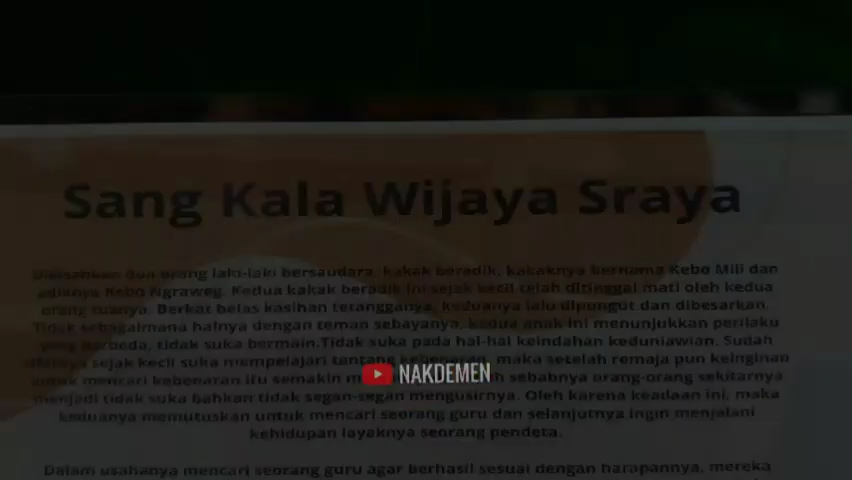 Sang Kala Wijaya Sraya
Dikisahkan dua orang laki-laki bersaudara, kakak beradik, kakaknya bernama Kebo Mili dan
adiknya Kebo Ngraweg. Kedua kakak beradik ini sejak kecil telah ditinggal mati oleh kedua
orang tuanya. Berkat belas kasihan tetangganya, keduanya lalu dipungut dan dibesarkan.
Tidak sebagaimana halnya dengan teman sebayanya, kedua anak ini menunjukkan perilaku
yang berbeda, tidak suka bermain.Tidak suka pada hal-hal keindahan keduniawian. Sudah
sejak kecil suka mempelajari tantang kebenaran, maka setelah remaja pun keinginan
untuk mencari kebenaran itu semakin sebabnya orang-orang sekitarnya
NAKDEMEN
menjadi tidak suka bahkan tidak segan-segan mengusirnya. Oleh karena keadaan ini, maka
keduanya memutuskan untuk mencari seorang guru dan selanjutnya ingin menjalani
kehidupan layaknya seorang pendeta.
Dalam usahanya mencari seorang guru agar berhasil sesuai dengan harapannya, mereka